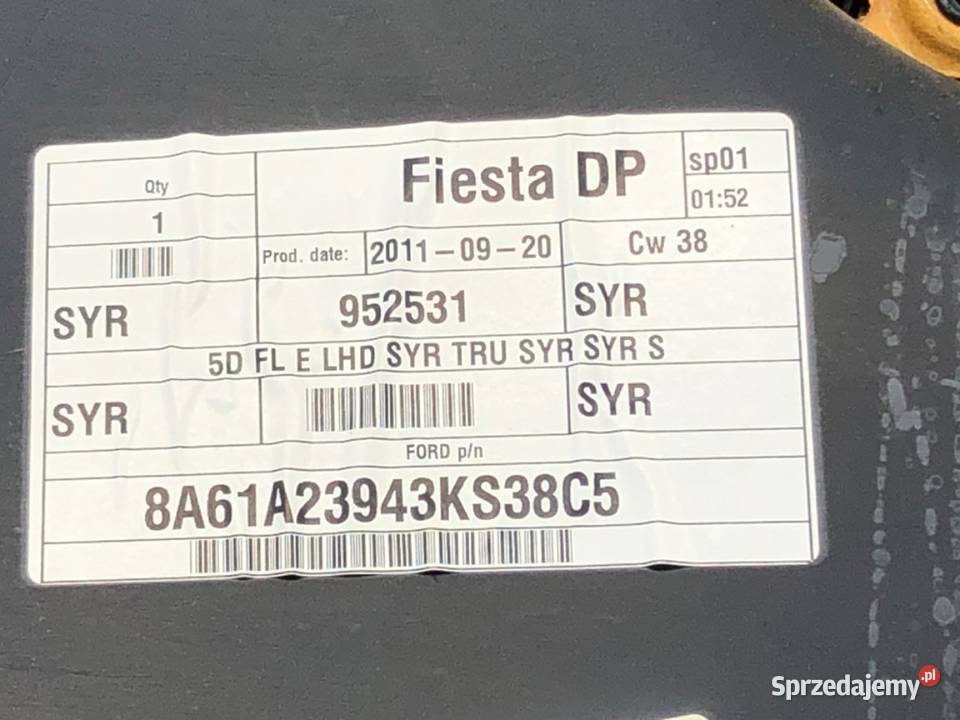 Qty
1
Fiesta DP
sp01
01:52
Prod. date: 2011-09-20
Cw 38
SYR
952531
SYR
5D FL E LHD SYR TRU SYR SYR S
SYR
SYR
FORD p/n
8A61A23943KS38C5
Sprzedajemy.pl